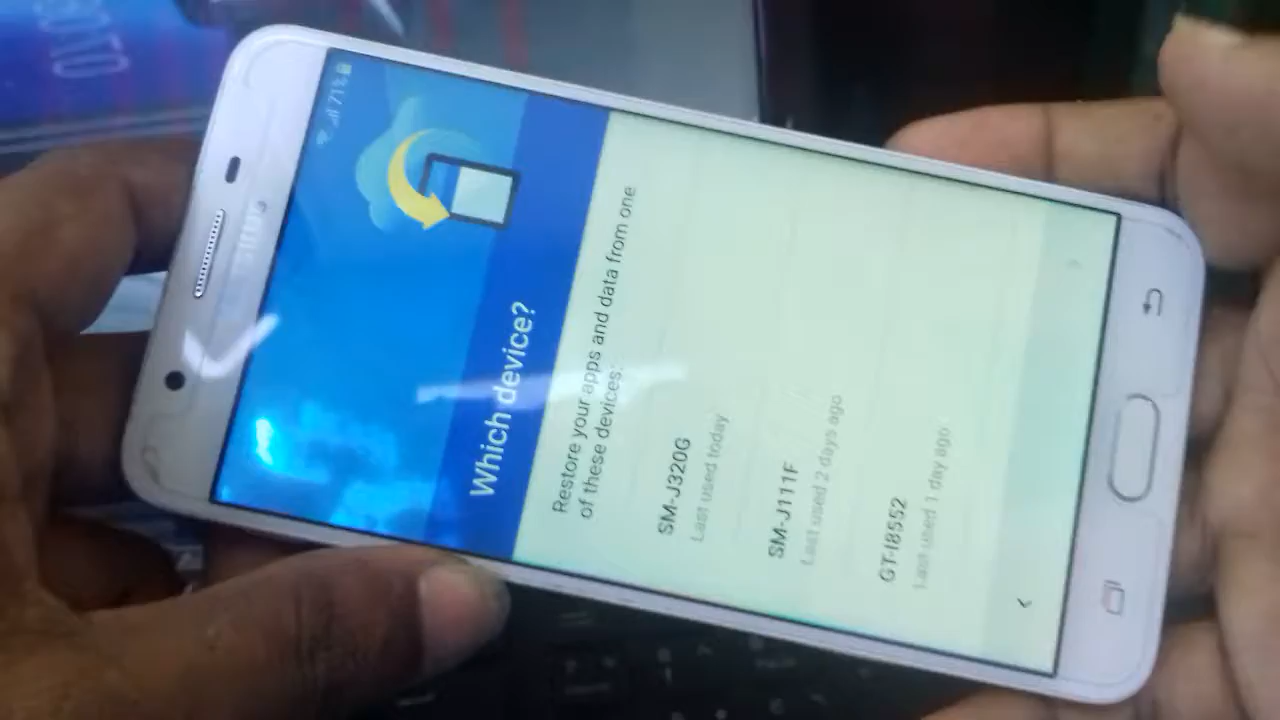 71%
Which device?
Restore your apps and data from one
of these devices:
SM-J320G
Last used today
SM-J111F
Last used 2 days ago
GT-I8552
Last used 1 day ago